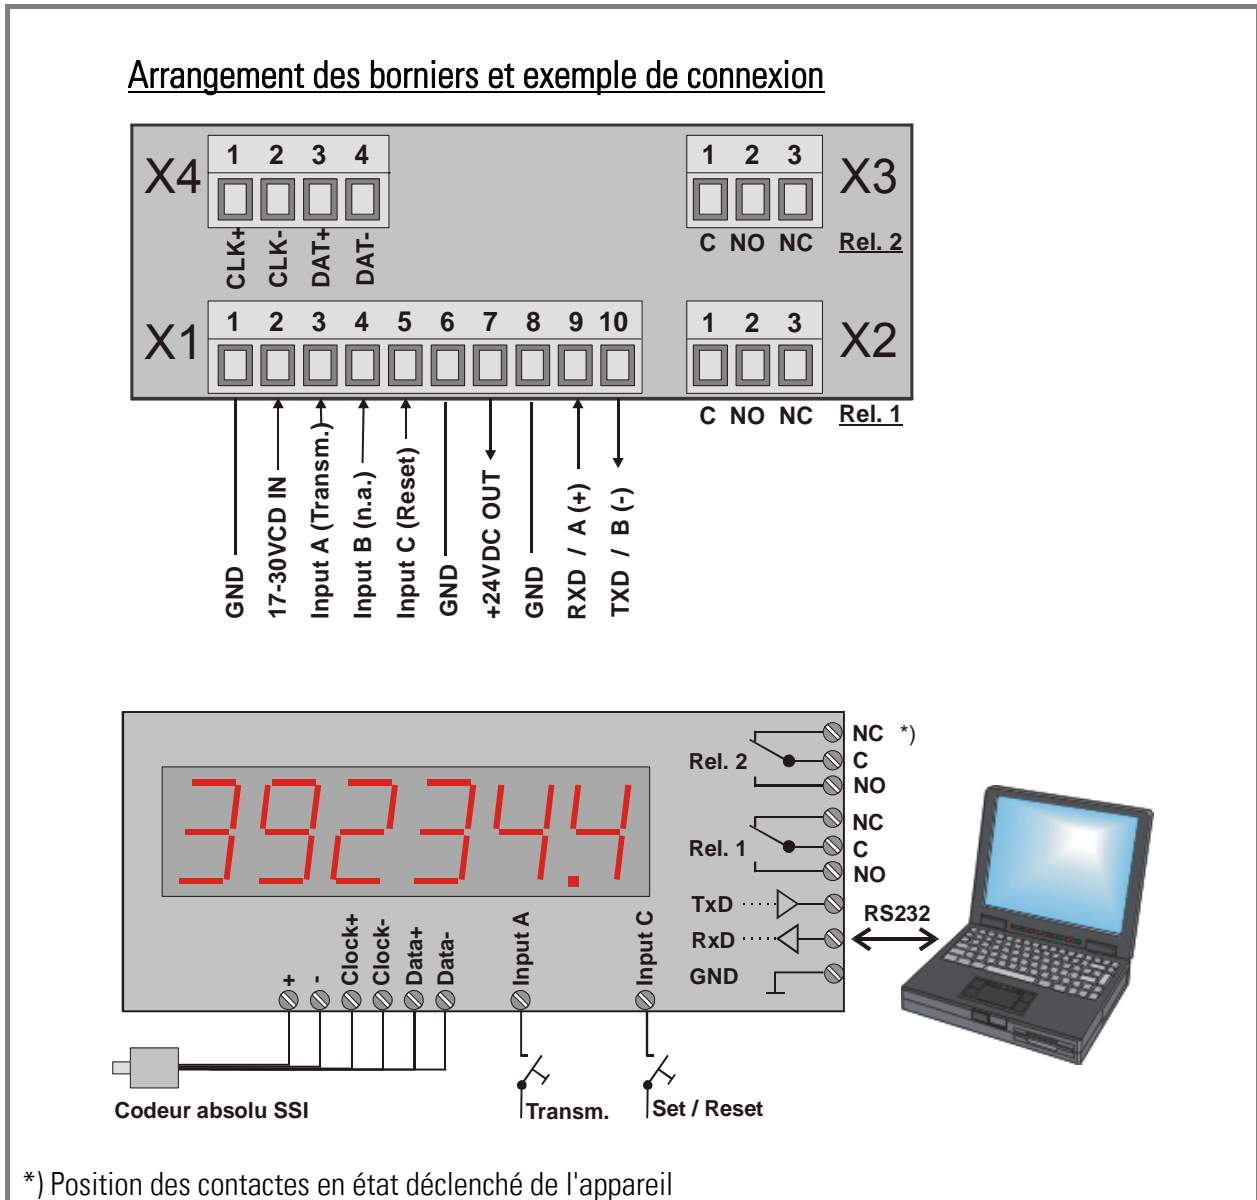 Arrangement des borniers et exemple de connexion
X4 1 2 3 4
CLK+ CLK- DAT+ DAT-
1 2 3 X3
C NO NC Rel. 2
X1 1 2 3 4 5 6 7 8 9 10
1 2 3 X2
C NO NC Rel. 1
GND
17-30VCD IN
Input A (Transm.)
Input B (n.a.)
Input C (Reset)
GND
+24VDC OUT
GND
RXD / A (+)
TXD / B (-)
39234.4
Rel. 2
NC *)
C
NO
Rel. 1
NC
C
NO
TxD
RxD
GND
RS232
+
-
Clock+
Clock-
Data+
Data-
Input A
Input C
Codeur absolu SSI
Transm.
Set / Reset
*) Position des contactes en état déclenché de l'appareil